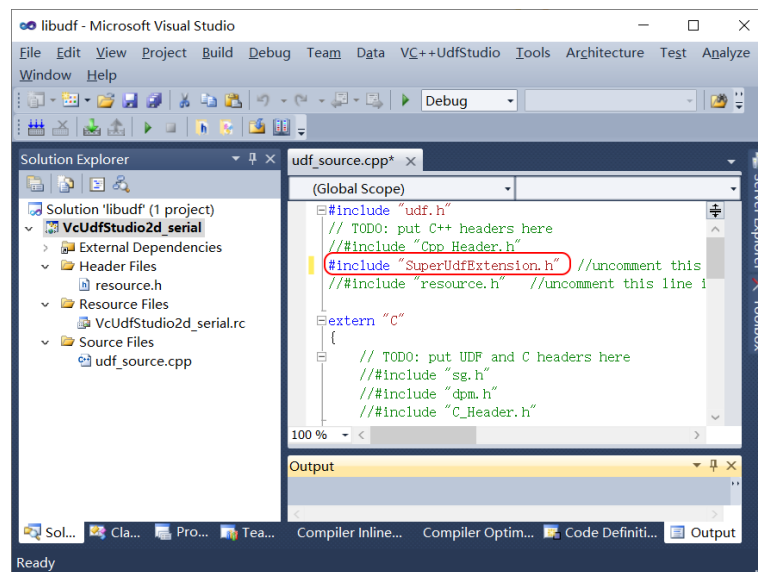 libudf - Microsoft Visual Studio
File Edit View Project Build Debug Team Data VC++UdfStudio Tools Architecture Test Analyze
Window Help
Debug
Solution Explorer
udf_source.cpp*
(Global Scope)
Solution 'libudf' (1 project)
VcUdfStudio2d_serial
External Dependencies
Header Files
resource.h
Resource Files
VcUdfStudio2d_serial.rc
Source Files
udf_source.cpp
#include "udf.h"
// TODO: put C++ headers here
//#include "Cpp_Header.h"
#include "SuperUdfExtension.h" //uncomment this
//#include "resource.h" //uncomment this line i
extern "C"
{
// TODO: put UDF and C headers here
//#include "sg.h"
//#include "dpm.h"
//#include "C_Header.h"
100 %
Output
Server Explorer
Toolbox
Sol... Cla... Pro... Tea...
Compiler Inline... Compiler Optim... Code Definiti... Output
Ready